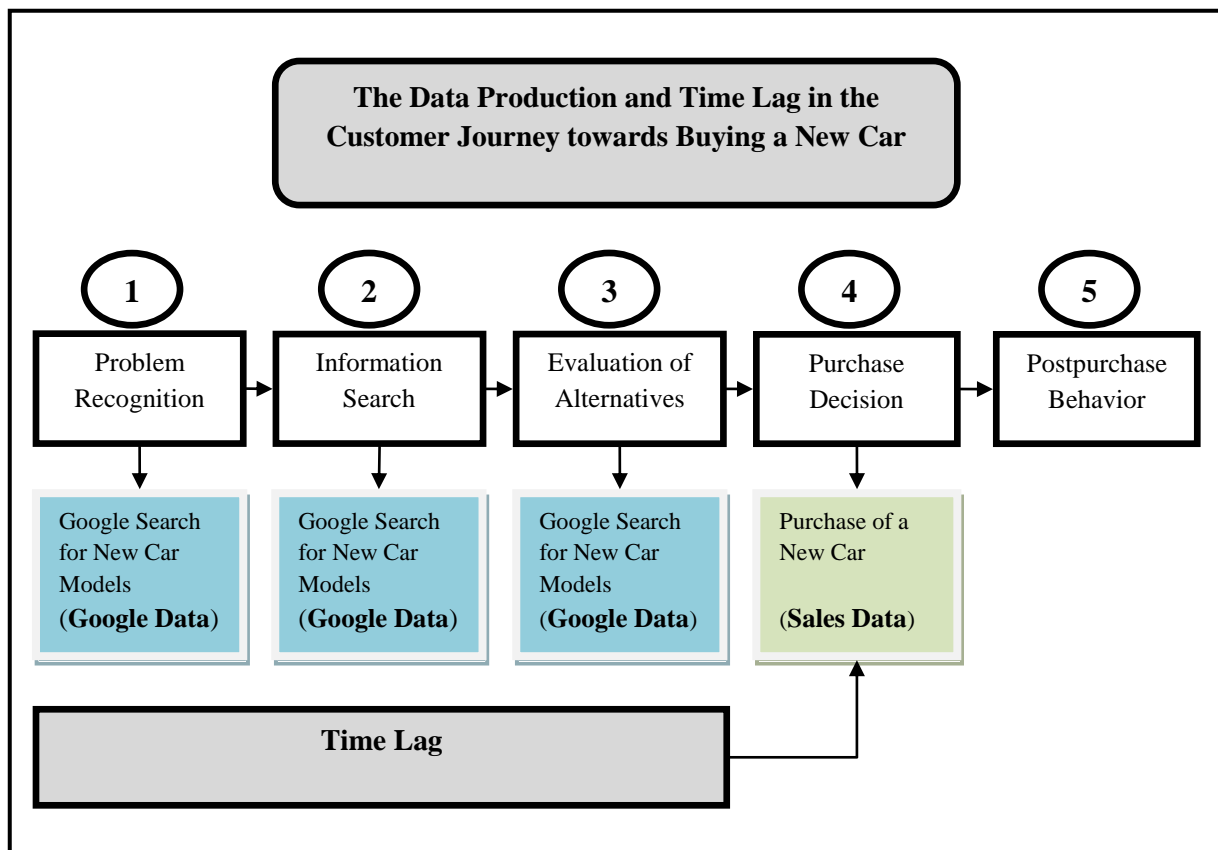 The Data Production and Time Lag in the
Customer Journey towards Buying a New Car
1
2
3
4
5
Problem
Recognition
Information
Search
Evaluation of
Alternatives
Purchase
Decision
Postpurchase
Behavior
Google Search
for New Car
Models
(Google Data)
Google Search
for New Car
Models
(Google Data)
Google Search
for New Car
Models
(Google Data)
Purchase of a
New Car
(Sales Data)
Time Lag